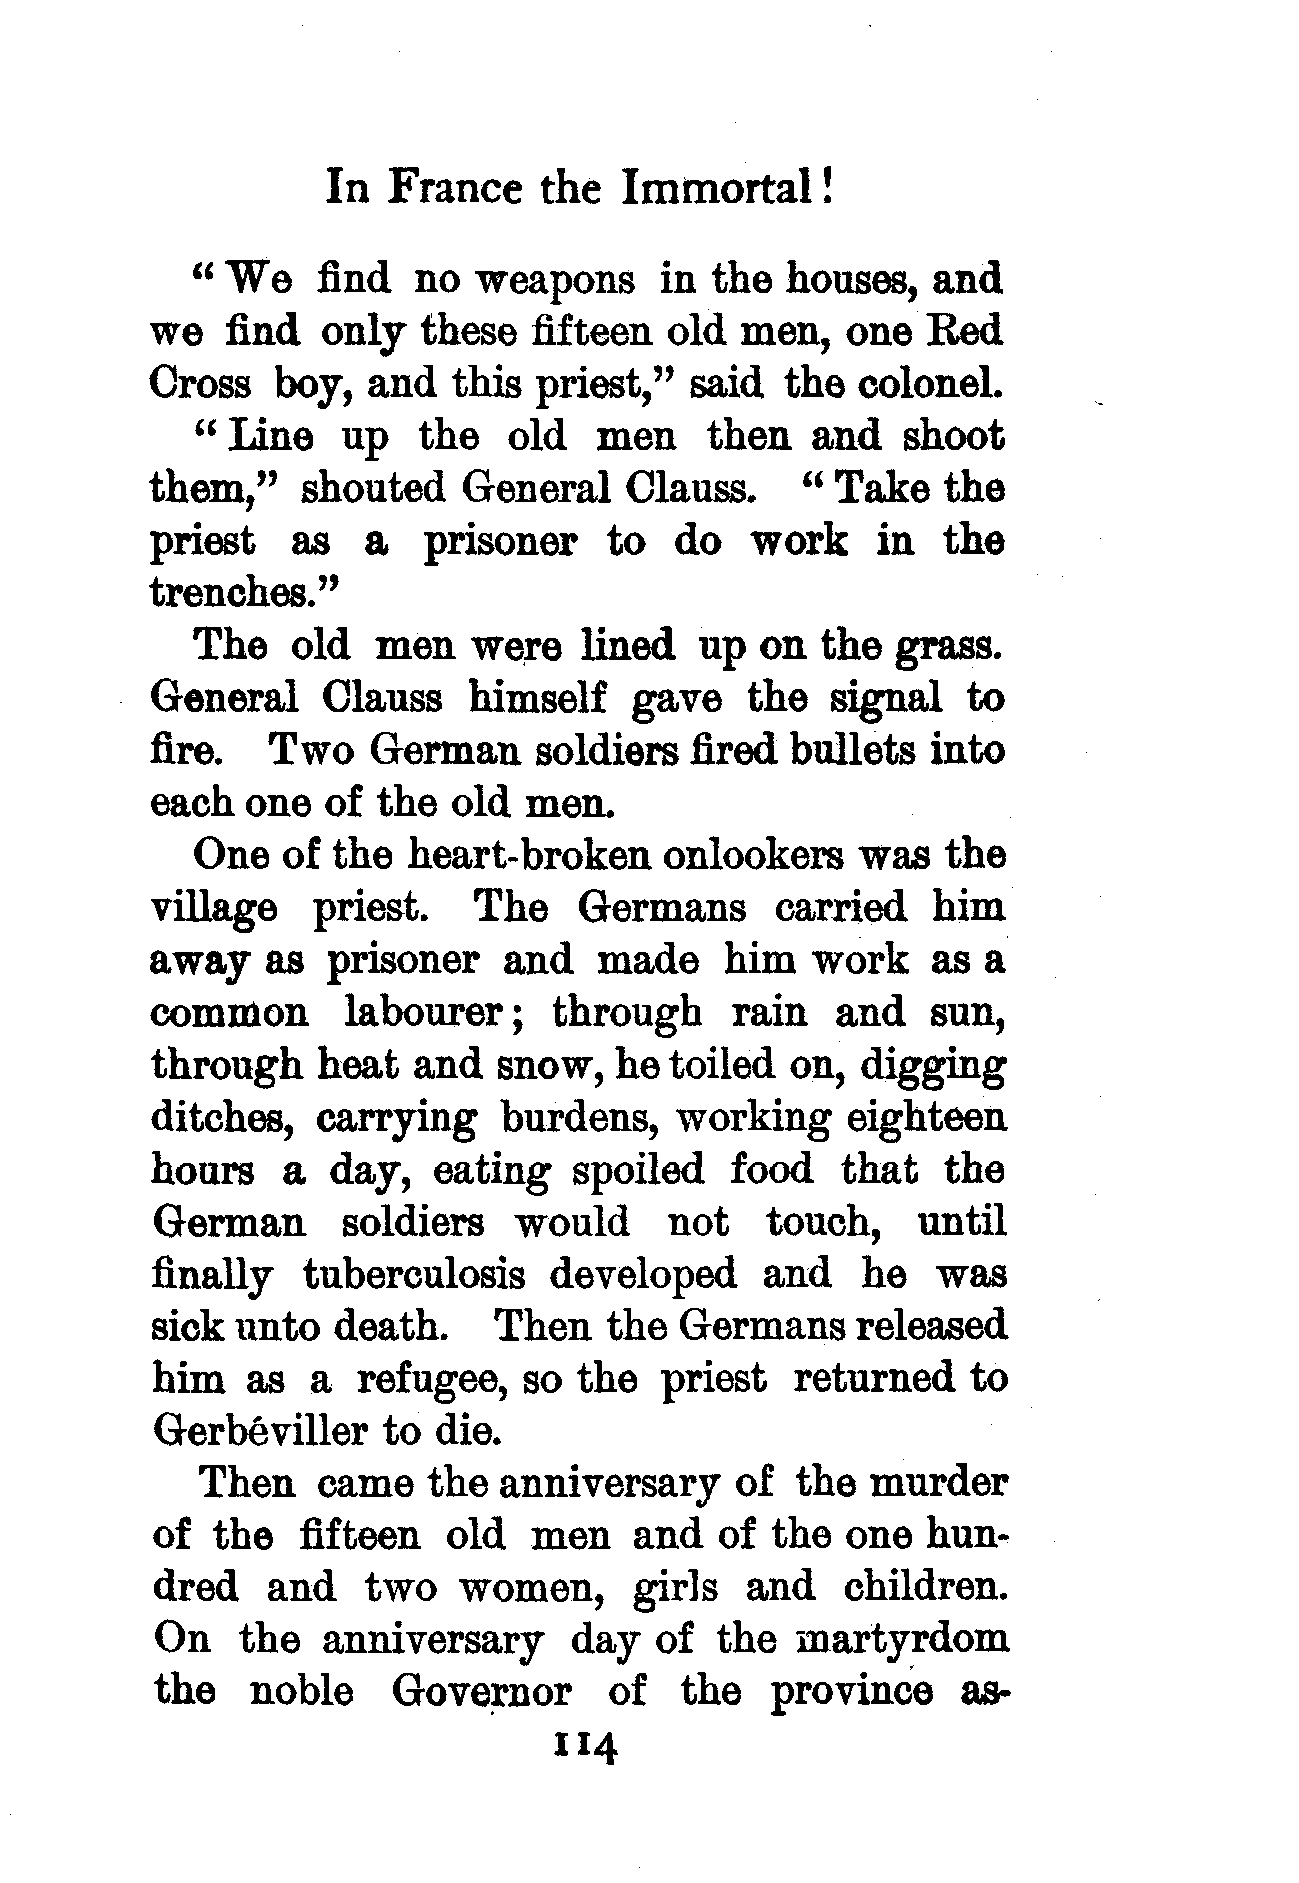 In France the Immortal!
“We find no weapons in the houses, and
we find only these fifteen old men, one Red
Cross boy, and this priest,” said the colonel.
“Line up the old men then and shoot
them,” shouted General Clauss. “Take the
priest as a prisoner to do work in the
trenches.”
The old men were lined up on the grass.
General Clauss himself gave the signal to
fire. Two German soldiers fired bullets into
each one of the old men.
One of the heart-broken onlookers was the
village priest. The Germans carried him
away as prisoner and made him work as a
common labourer; through rain and sun,
through heat and snow, he toiled on, digging
ditches, carrying burdens, working eighteen
hours a day, eating spoiled food that the
German soldiers would not touch, until
finally tuberculosis developed and he was
sick unto death. Then the Germans released
him as a refugee, so the priest returned to
Gerbéviller to die.
Then came the anniversary of the murder
of the fifteen old men and of the one hun-
dred and two women, girls and children.
On the anniversary day of the martyrdom
the noble Governor of the province as-
114